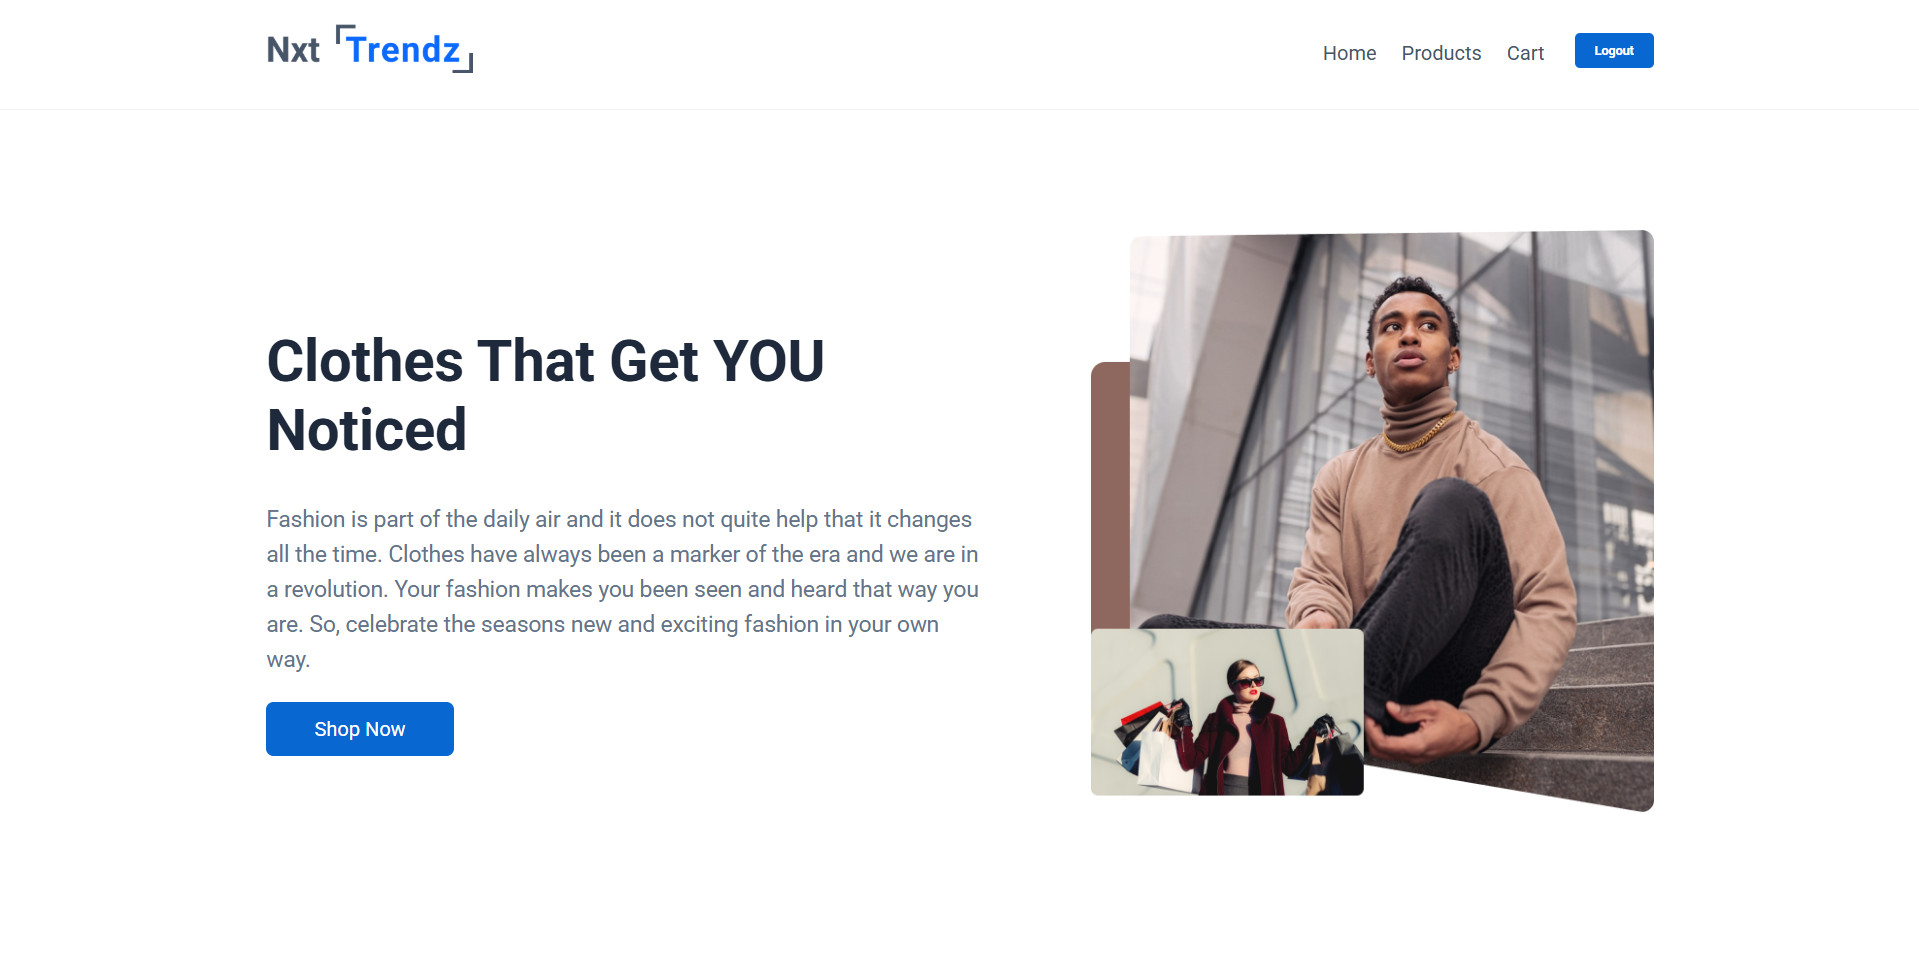 Nxt Trendz
Home Products Cart Logout
Clothes That Get YOU
Noticed
Fashion is part of the daily air and it does not quite help that it changes
all the time. Clothes have always been a marker of the era and we are in
a revolution. Your fashion makes you been seen and heard that way you
are. So, celebrate the seasons new and exciting fashion in your own
way.
Shop Now